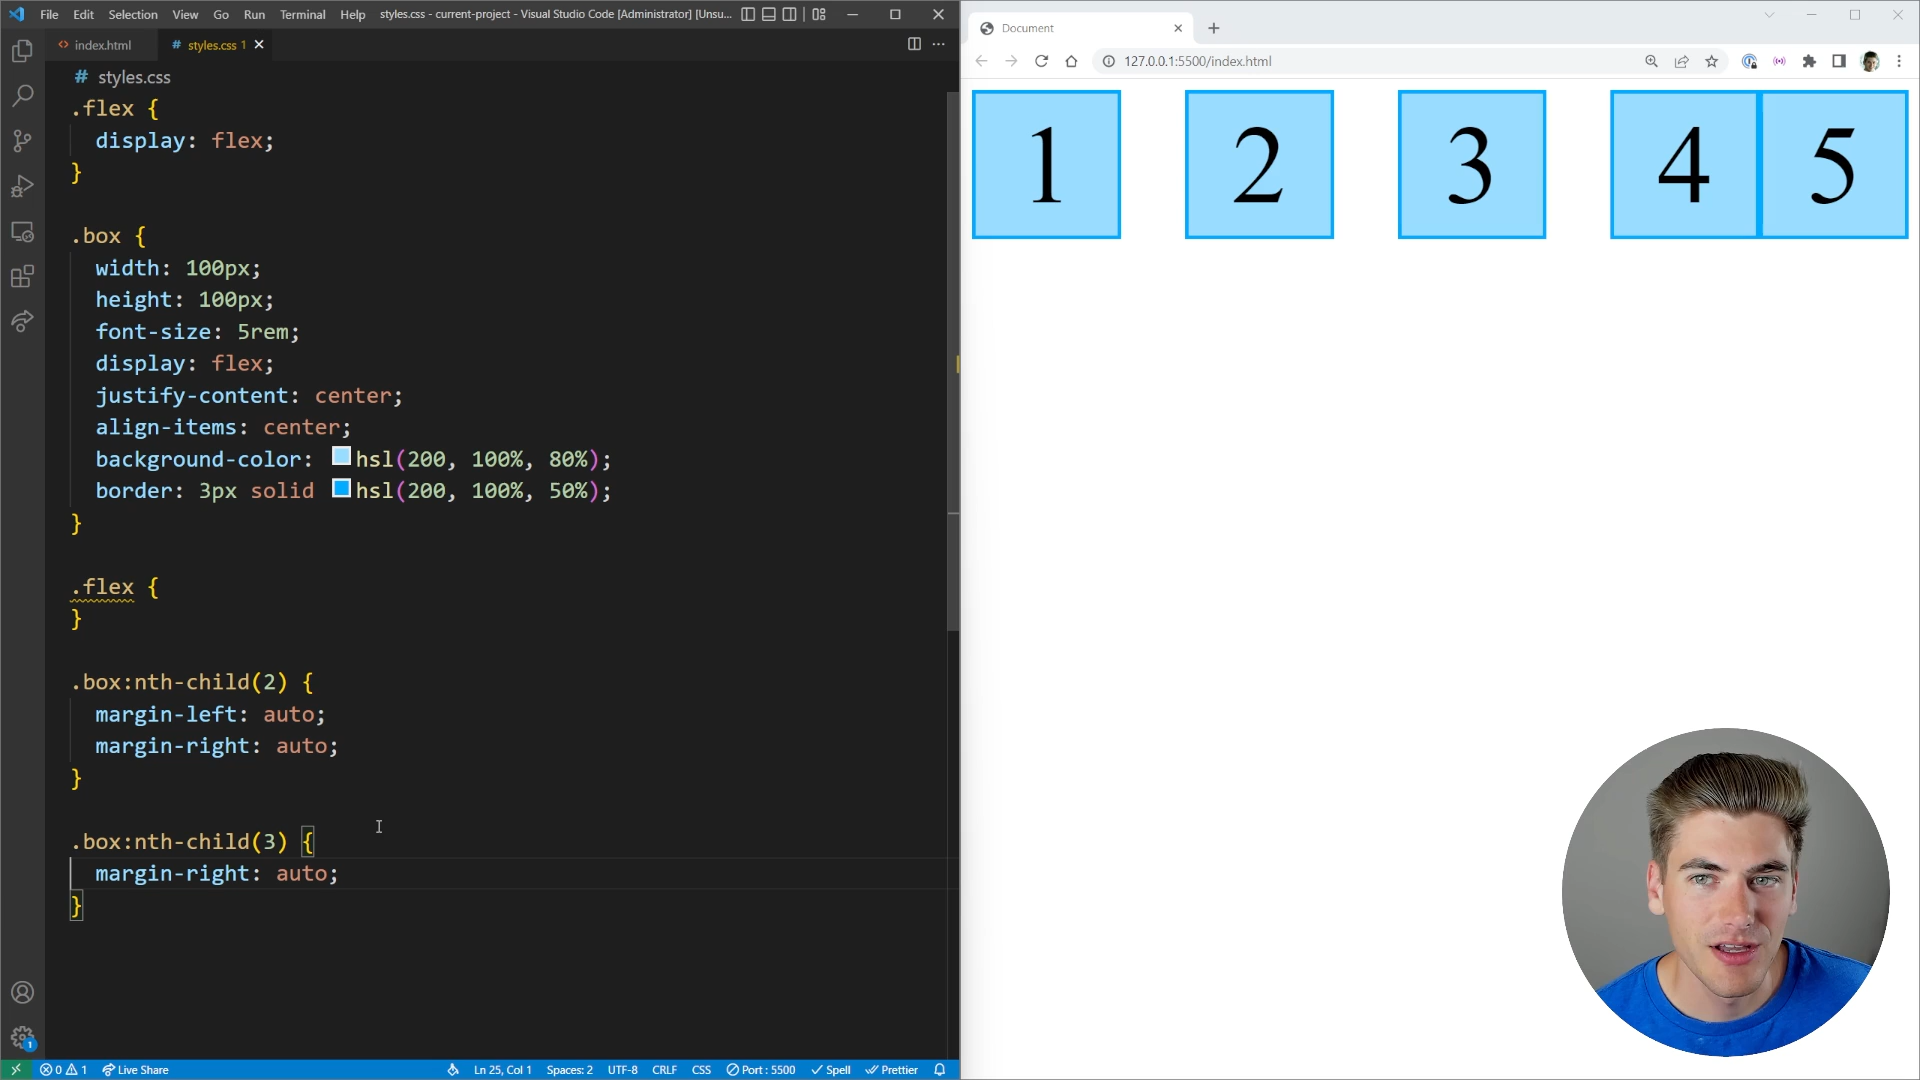 File Edit Selection View Go Run Terminal Help styles.css - current-project - Visual Studio Code [Administrator] [Unsu...
index.html
# styles.css 1
# styles.css
.flex {
display: flex;
}
.box {
width: 100px;
height: 100px;
font-size: 5rem;
display: flex;
justify-content: center;
align-items: center;
background-color: hsl(200, 100%, 80%);
border: 3px solid hsl(200, 100%, 50%);
}
.flex {
}
.box:nth-child(2) {
margin-left: auto;
margin-right: auto;
}
.box:nth-child(3) {
margin-right: auto;
}
1
0 1 Live Share Ln 25, Col 1 Spaces: 2 UTF-8 CRLF CSS Port : 5500 Spell Prettier
Document
127.0.0.1:5500/index.html
1 2 3 4 5